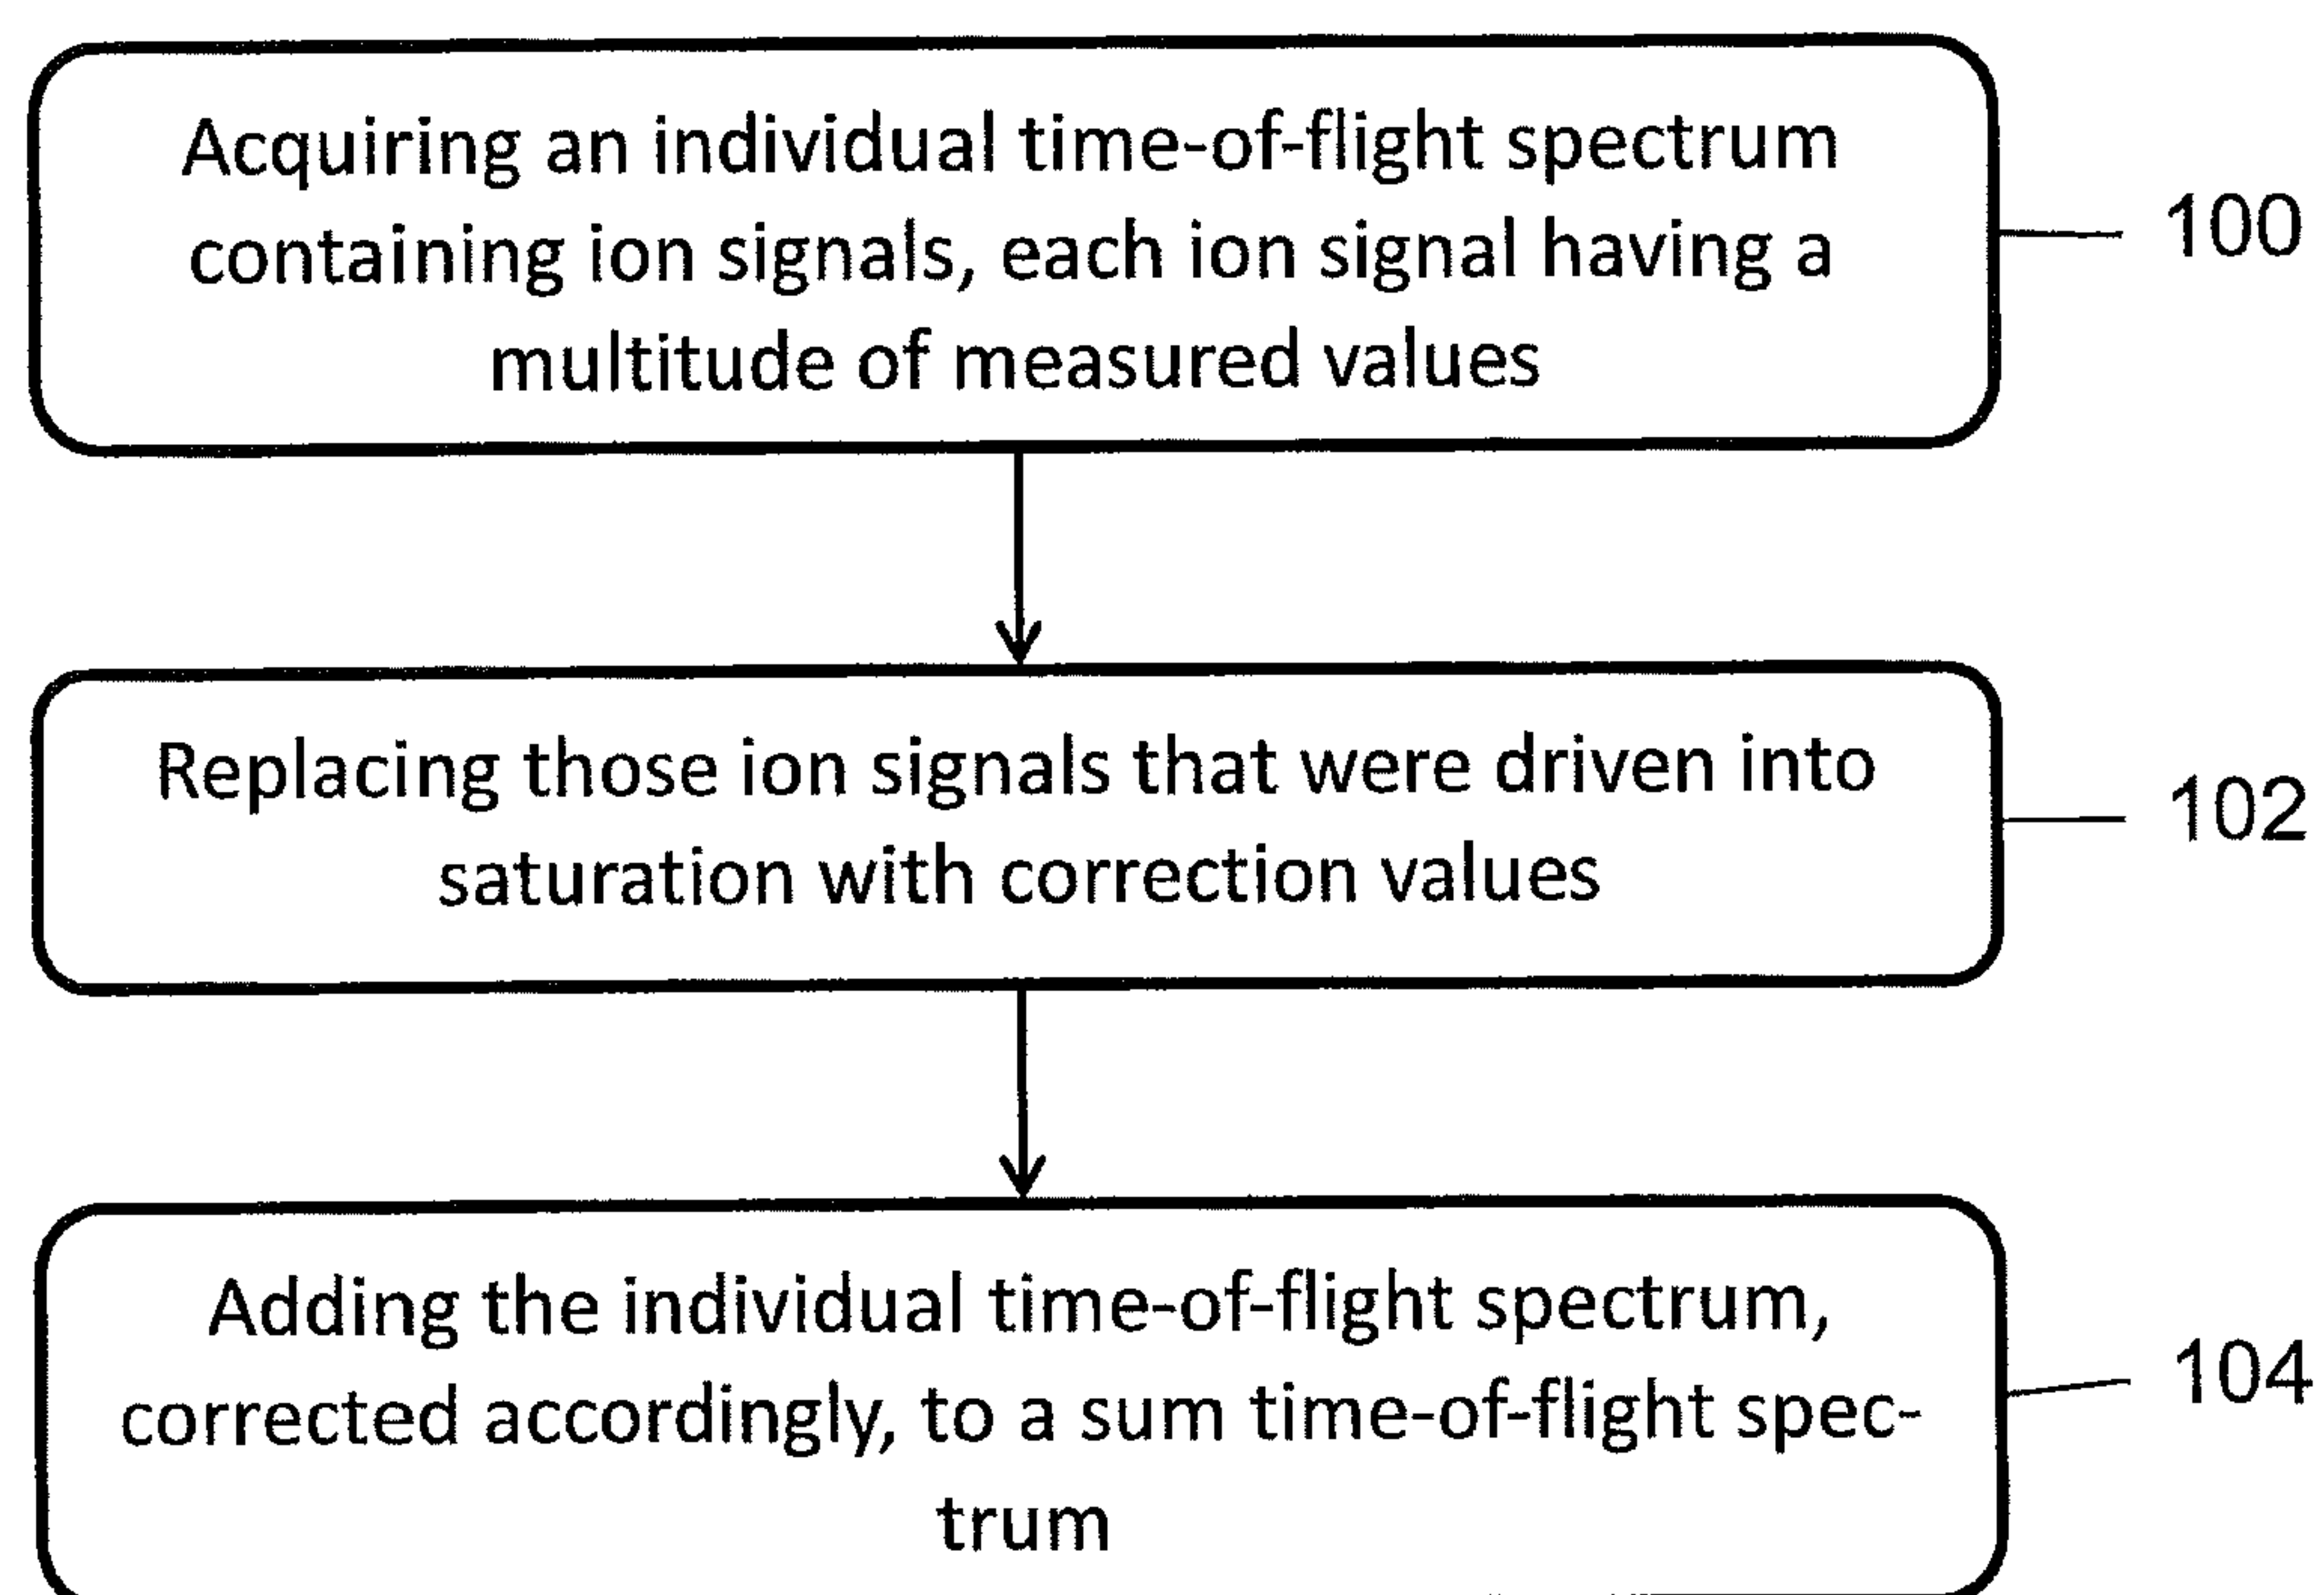 Acquiring an individual time-of-flight spectrum
containing ion signals, each ion signal having a
multitude of measured values
100
Replacing those ion signals that were driven into
saturation with correction values
102
Adding the individual time-of-flight spectrum,
corrected accordingly, to a sum time-of-flight spec-
trum
104